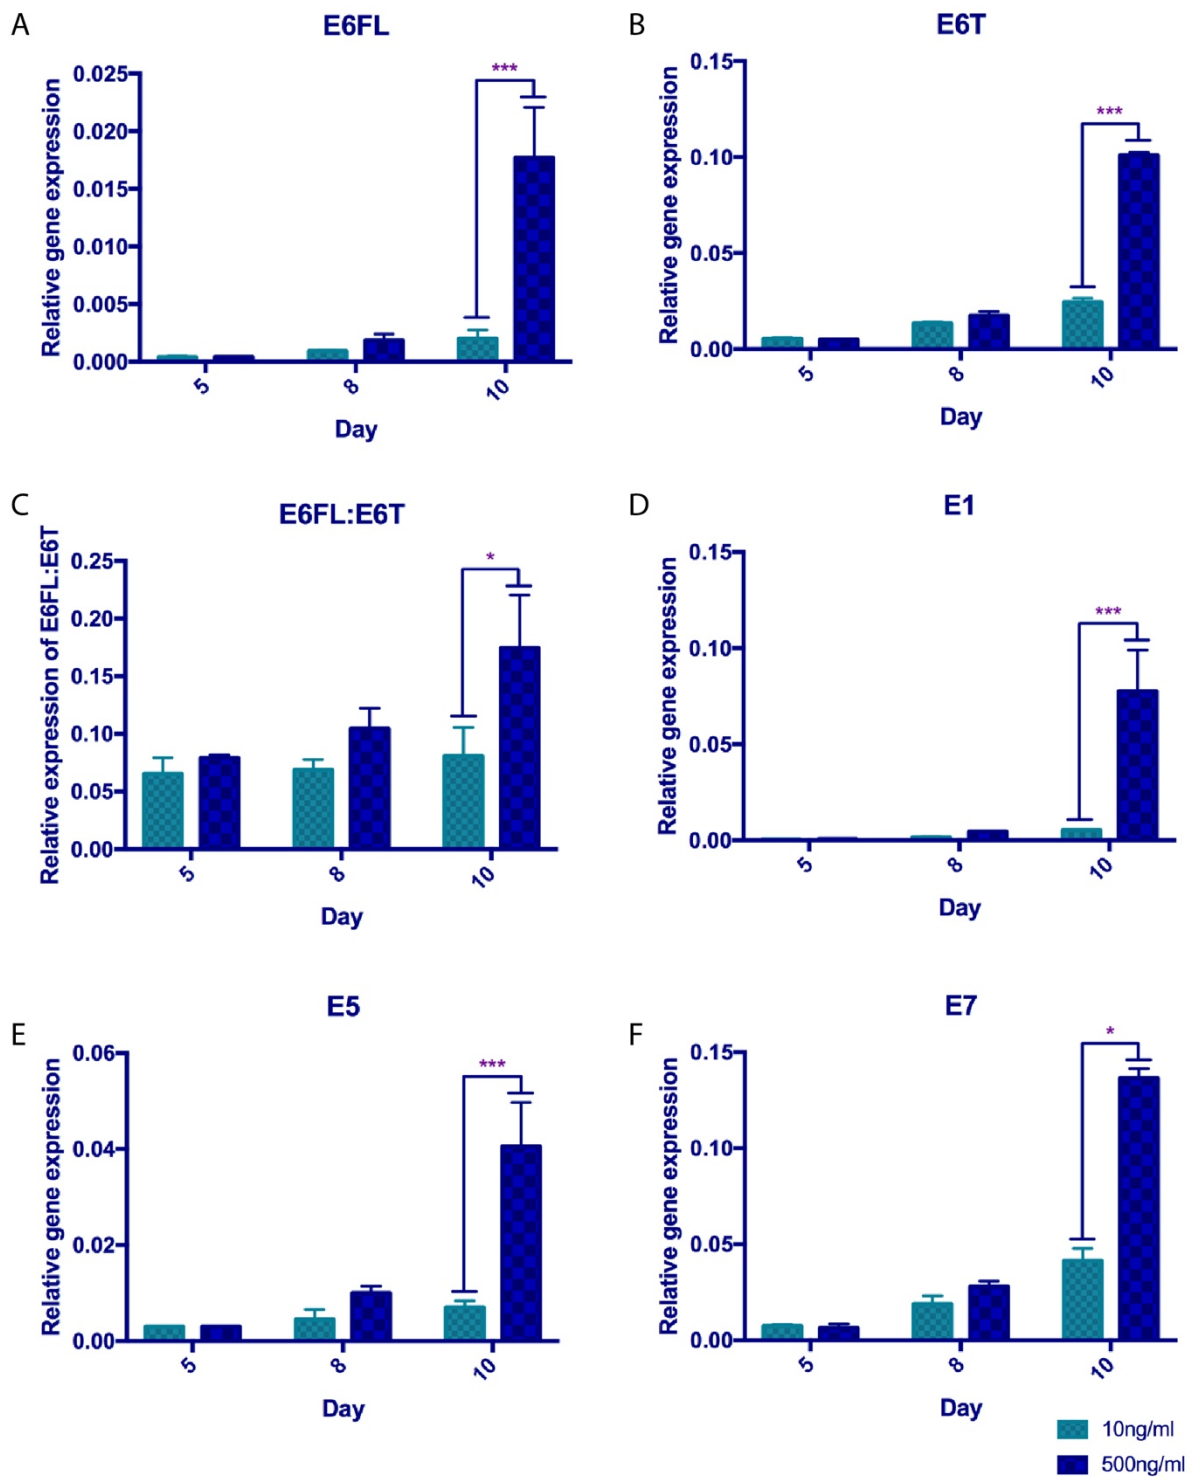 A
E6FL
Relative gene expression
0.025
0.020
0.015
0.010
0.005
0.000
***
5
8
10
Day
B
E6T
Relative gene expression
0.15
0.10
0.05
0.00
***
5
8
10
Day
C
E6FL:E6T
Relative expression of E6FL:E6T
0.25
0.20
0.15
0.10
0.05
0.00
*
5
8
10
Day
D
E1
Relative gene expression
0.15
0.10
0.05
0.00
***
5
8
10
Day
E
E5
Relative gene expression
0.06
0.04
0.02
0.00
***
5
8
10
Day
F
E7
Relative gene expression
0.15
0.10
0.05
0.00
*
5
8
10
Day
10ng/ml
500ng/ml